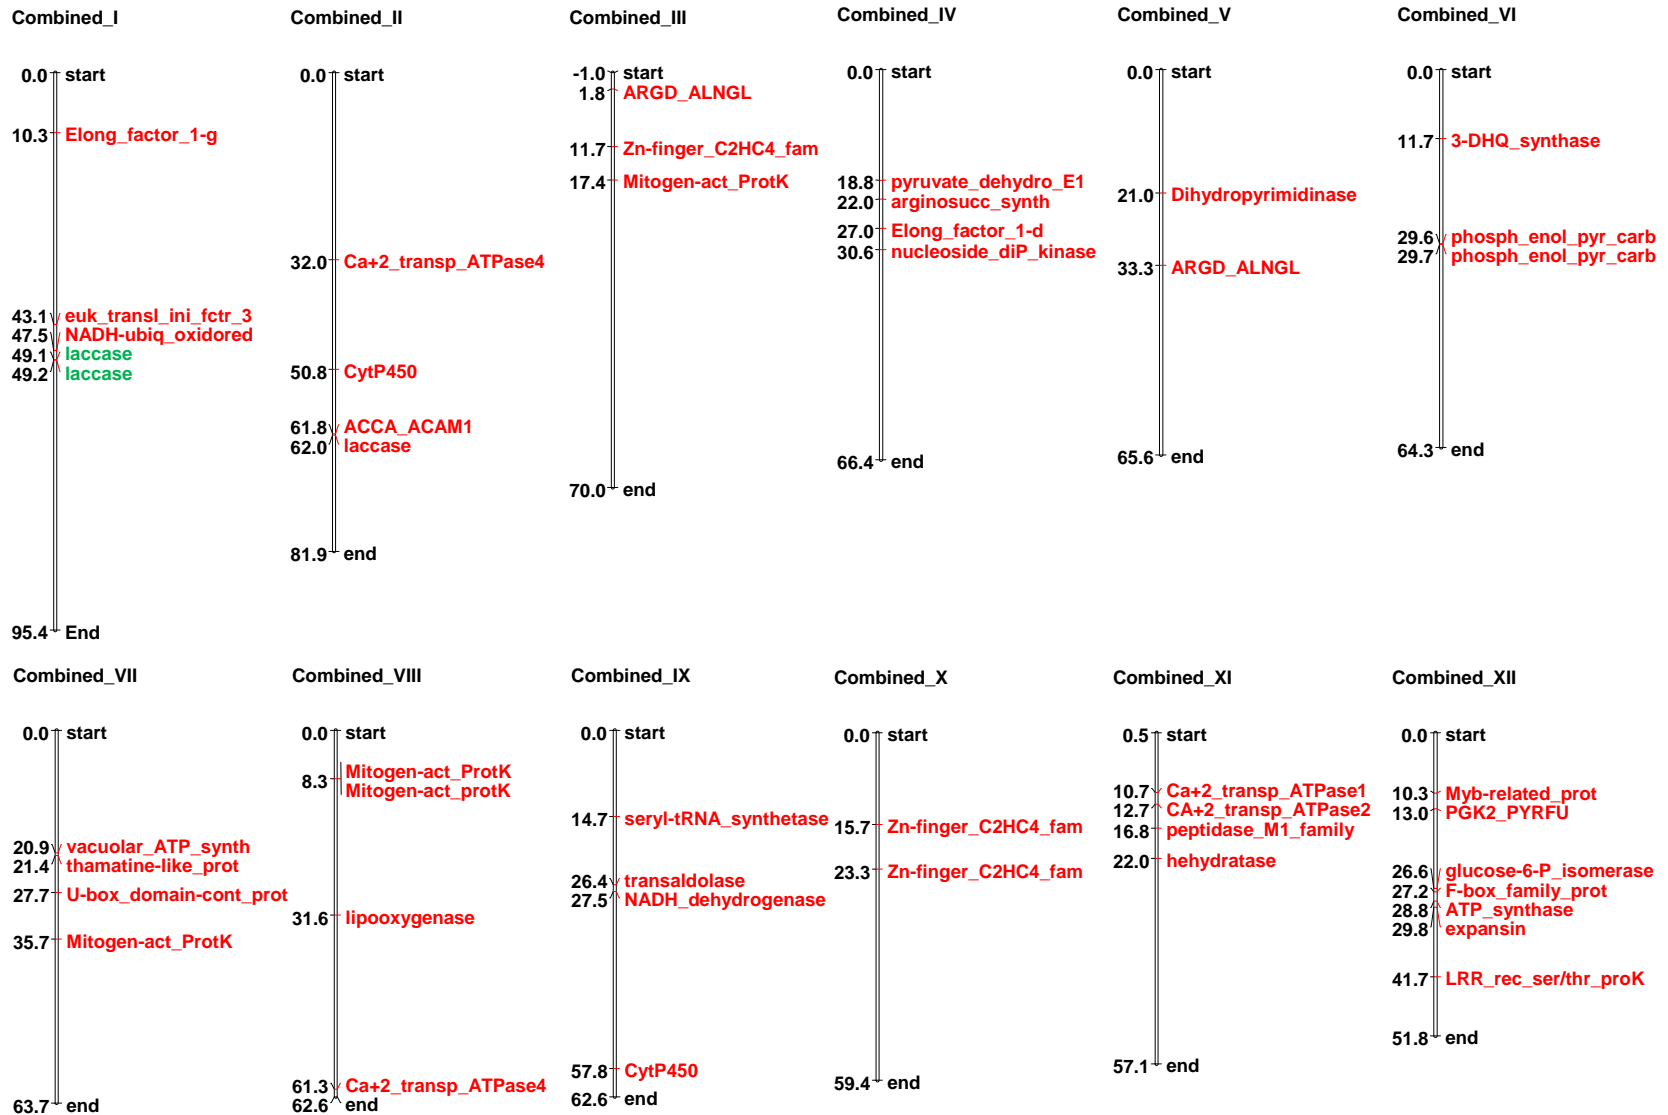 Combined_I
0.0 start
10.3 Elong_factor_1-g
43.1 euk_transl_ini_fctr_3
47.5 NADH-ubiq_oxidored
49.1 laccase
49.2 laccase
95.4 End
Combined_II
0.0 start
32.0 Ca+2_transp_ATPase4
50.8 CytP450
61.8 ACCA_ACAM1
62.0 laccase
81.9 end
Combined_III
-1.0 start
1.8 ARGD_ALNGL
11.7 Zn-finger_C2HC4_fam
17.4 Mitogen-act_ProtK
70.0 end
Combined_IV
0.0 start
18.8 pyruvate_dehydro_E1
22.0 arginosucc_synth
27.0 Elong_factor_1-d
30.6 nucleoside_diP_kinase
66.4 end
Combined_V
0.0 start
21.0 Dihydropyrimidinase
33.3 ARGD_ALNGL
65.6 end
Combined_VI
0.0 start
11.7 3-DHQ_synthase
29.6 phosph_enol_pyr_carb
29.7 phosph_enol_pyr_carb
64.3 end
Combined_VII
0.0 start
20.9 vacuolar_ATP_synth
21.4 thamatine-like_prot
27.7 U-box_domain-cont_prot
35.7 Mitogen-act_ProtK
63.7 end
Combined_VIII
0.0 start
Mitogen-act_ProtK
8.3
Mitogen-act_protK
31.6 lipooxygenase
61.3 Ca+2_transp_ATPase4
62.6 end
Combined_IX
0.0 start
14.7 seryl-tRNA_synthetase
26.4 transaldolase
27.5 NADH_dehydrogenase
57.8 CytP450
62.6 end
Combined_X
0.0 start
15.7 Zn-finger_C2HC4_fam
23.3 Zn-finger_C2HC4_fam
59.4 end
Combined_XI
0.5 start
10.7 Ca+2_transp_ATPase1
12.7 CA+2_transp_ATPase2
16.8 peptidase_M1_family
22.0 hehydratase
57.1 end
Combined_XII
0.0 start
10.3 Myb-related_prot
13.0 PGK2_PYRFU
26.6 glucose-6-P_isomerase
27.2 F-box_family_prot
28.8 ATP_synthase
29.8 expansin
41.7 LRR_rec_ser/thr_proK
51.8 end